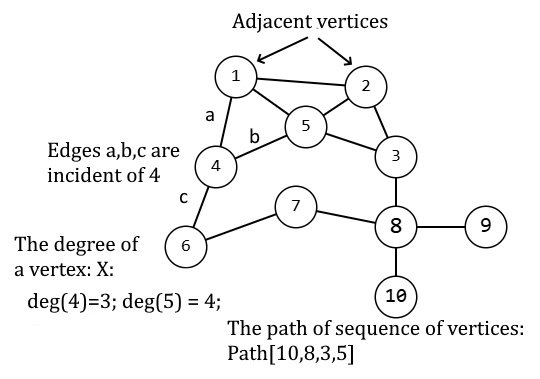 Adjacent vertices
1
2
a
5
b
Edges a,b,c are
incident of 4
4
3
c
7
The degree of
a vertex: X:
6
8
9
deg(4)=3; deg(5) = 4;
10
The path of sequence of vertices:
Path[10,8,3,5]